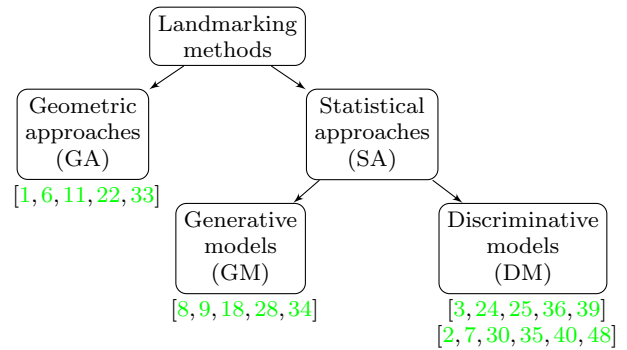 Landmarking
methods
Geometric
approaches
(GA)
[1, 6, 11, 22, 33]
Statistical
approaches
(SA)
Generative
models
(GM)
[8, 9, 18, 28, 34]
Discriminative
models
(DM)
[3, 24, 25, 36, 39]
[2, 7, 30, 35, 40, 48]